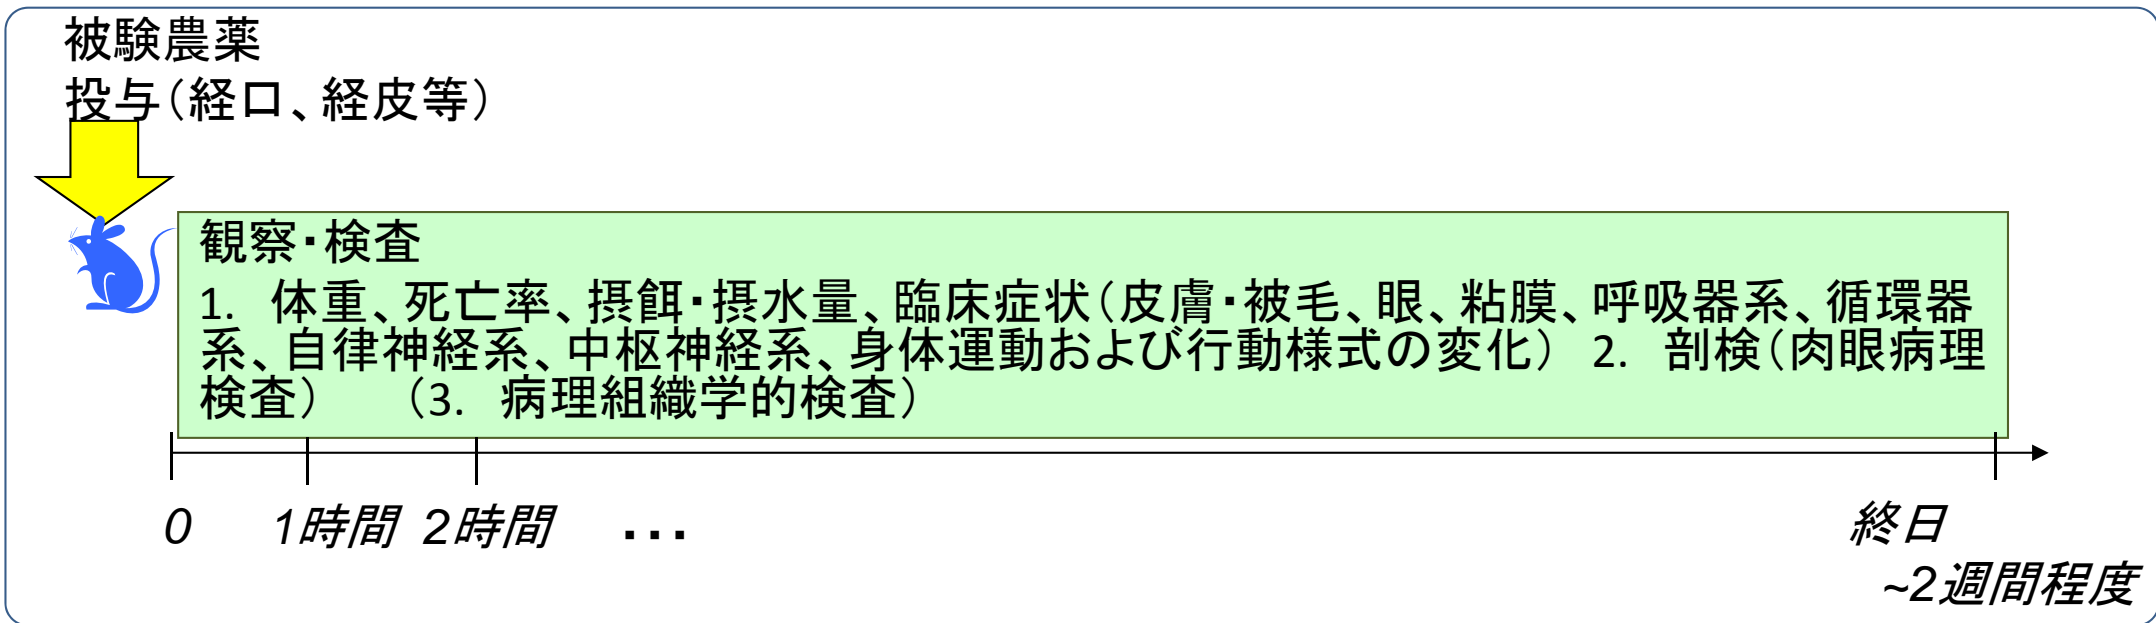 被験農薬
投与（経口、経皮等）
観察・検査
1.　体重、死亡率、摂餌・摂水量、臨床症状（皮膚・被毛、眼、粘膜、呼吸器系、循環器
系、自律神経系、中枢神経系、身体運動および行動様式の変化）　2.　剖検（肉眼病理
検査）　　（3.　病理組織学的検査）
0　1時間　2時間　・・・　終日
~2週間程度